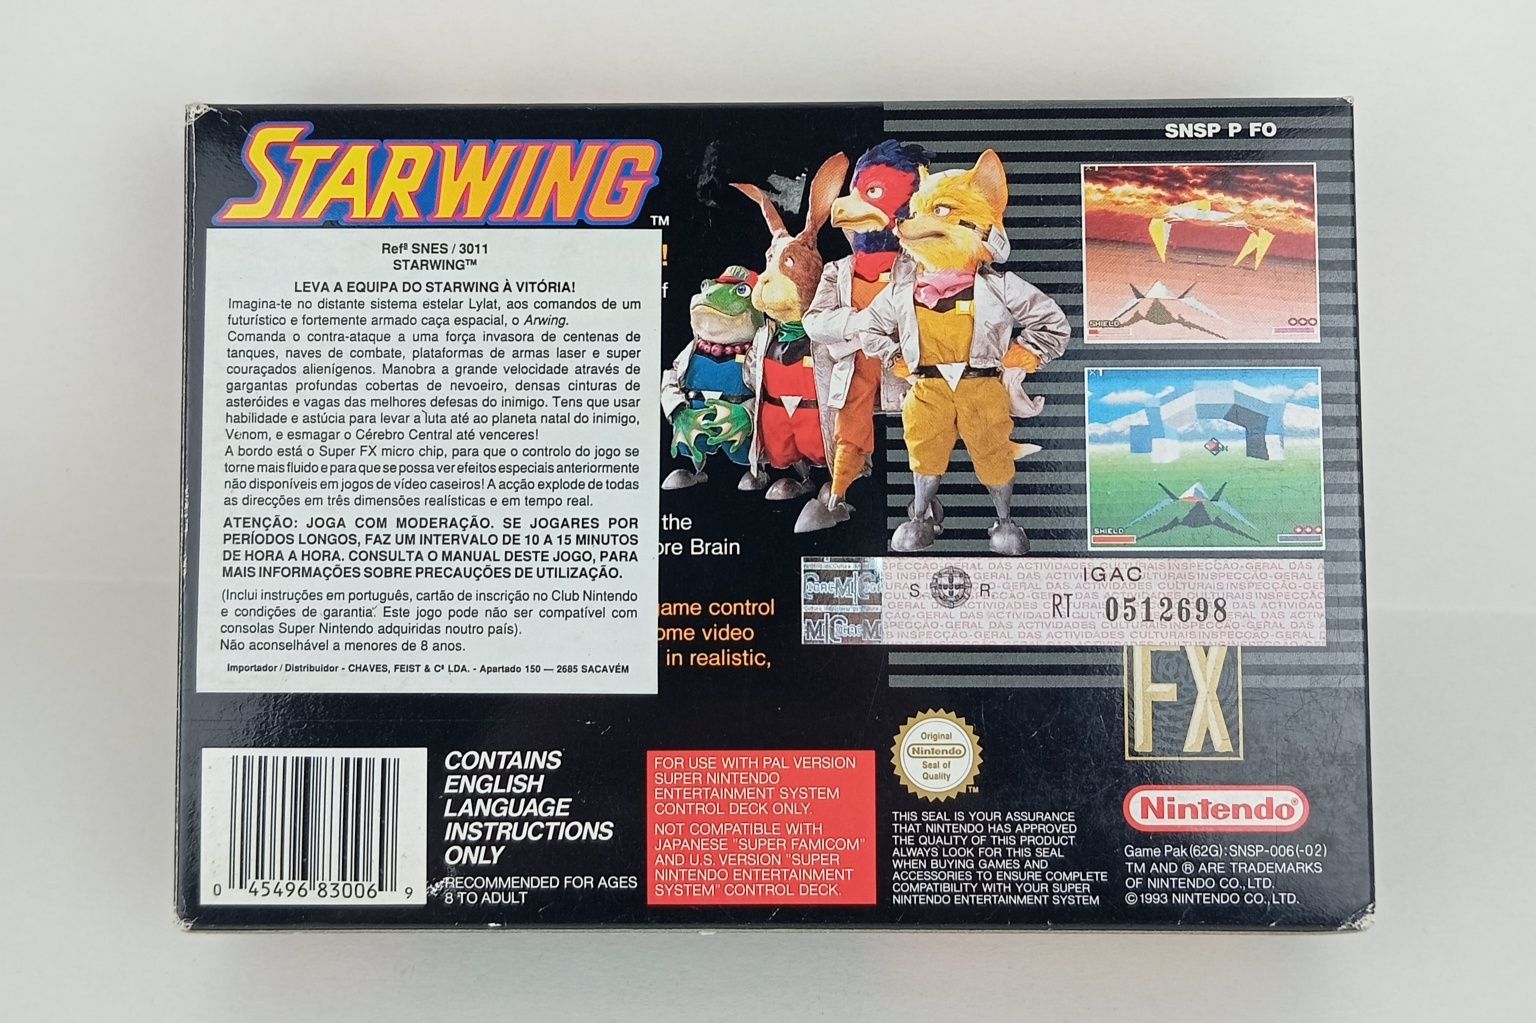 STARWING
TM
SNSP P FO
Refª SNES / 3011
STARWING™
LEVA A EQUIPA DO STARWING À VITÓRIA!
Imagina-te no distante sistema estelar Lylat, aos comandos de um
futurístico e fortemente armado caça espacial, o Arwing.
Comanda o contra-ataque a uma força invasora de centenas de
tanques, naves de combate, plataformas de armas laser e super
couraçados alienígenos. Manobra a grande velocidade através de
gargantas profundas cobertas de nevoeiro, densas cinturas de
asteróides e vagas das melhores defesas do inimigo. Tens que usar
habilidade e astúcia para levar a luta até ao planeta natal do inimigo,
Venom, e esmagar o Cérebro Central até venceres!
A bordo está o Super FX micro chip, para que o controlo do jogo se
torne mais fluido e para que se possa ver efeitos especiais anteriormente
não disponíveis em jogos de vídeo caseiros! A acção explode de todas
as direcções em três dimensões realísticas e em tempo real.
ATENÇÃO: JOGA COM MODERAÇÃO. SE JOGARES POR
PERÍODOS LONGOS, FAZ UM INTERVALO DE 10 A 15 MINUTOS
DE HORA A HORA. CONSULTA O MANUAL DESTE JOGO, PARA
MAIS INFORMAÇÕES SOBRE PRECAUÇÕES DE UTILIZAÇÃO.
(Inclui instruções em português, cartão de inscrição no Club Nintendo
e condições de garantia. Este jogo pode não ser compatível com
consolas Super Nintendo adquiridas noutro país).
Não aconselhável a menores de 8 anos.
Importador / Distribuidor - CHAVES, FEIST & Cª LDA. - Apartado 150 — 2685 SACAVÉM
!
f
the
ore Brain
game control
ome video
in realistic,
SHIELD
SHIELD
IGAC
S R
RT 0512698
FX
0 45496 83006 9
CONTAINS
ENGLISH
LANGUAGE
INSTRUCTIONS
ONLY
RECOMMENDED FOR AGES
8 TO ADULT
FOR USE WITH PAL VERSION
SUPER NINTENDO
ENTERTAINMENT SYSTEM
CONTROL DECK ONLY.
NOT COMPATIBLE WITH
JAPANESE "SUPER FAMICOM"
AND U.S. VERSION "SUPER
NINTENDO ENTERTAINMENT
SYSTEM" CONTROL DECK.
Original
Nintendo
Seal of
Quality
TM
THIS SEAL IS YOUR ASSURANCE
THAT NINTENDO HAS APPROVED
THE QUALITY OF THIS PRODUCT
ALWAYS LOOK FOR THIS SEAL
WHEN BUYING GAMES AND
ACCESSORIES TO ENSURE COMPLETE
COMPATIBILITY WITH YOUR SUPER
NINTENDO ENTERTAINMENT SYSTEM
Nintendo®
Game Pak (62G): SNSP-006 (-02)
TM AND ® ARE TRADEMARKS
OF NINTENDO CO., LTD.
© 1993 NINTENDO CO., LTD.